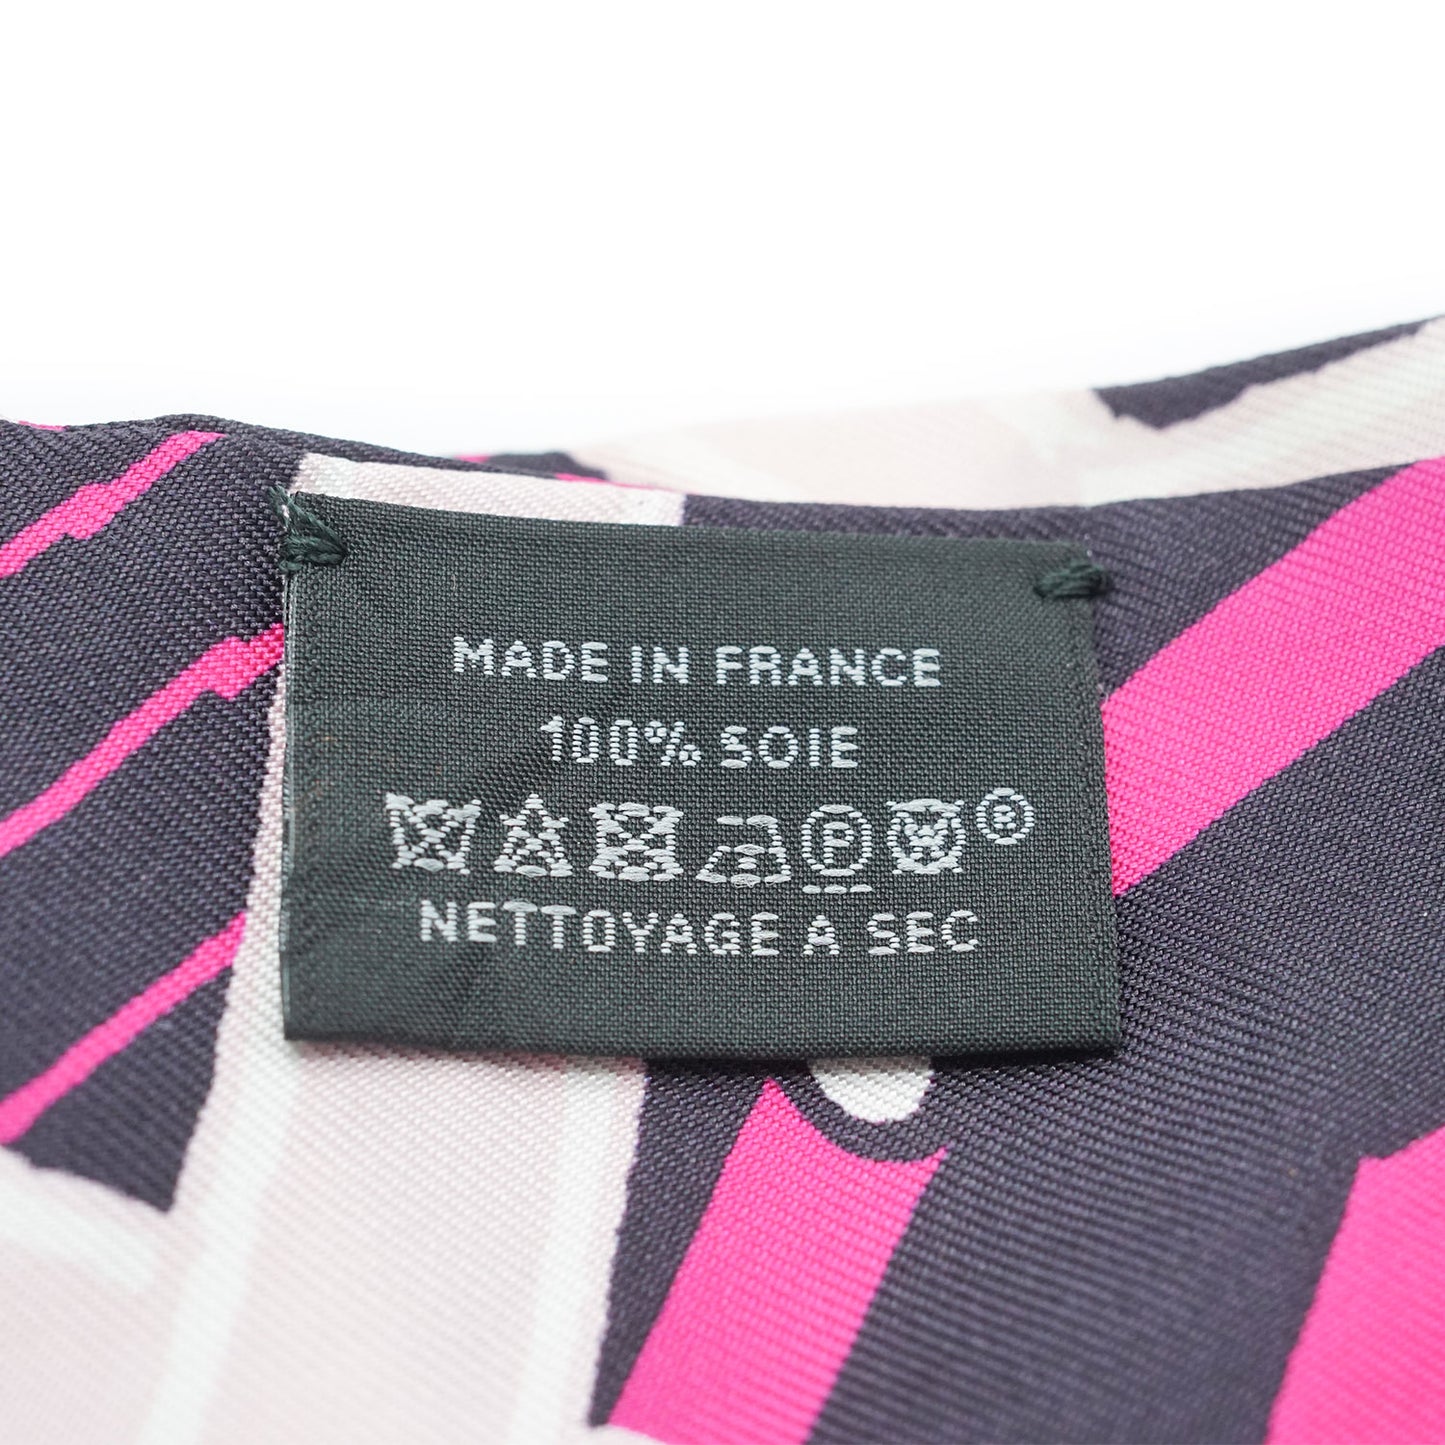 MADE IN FRANCE
100% SOIE
P ®
NETTOYAGE A SEC